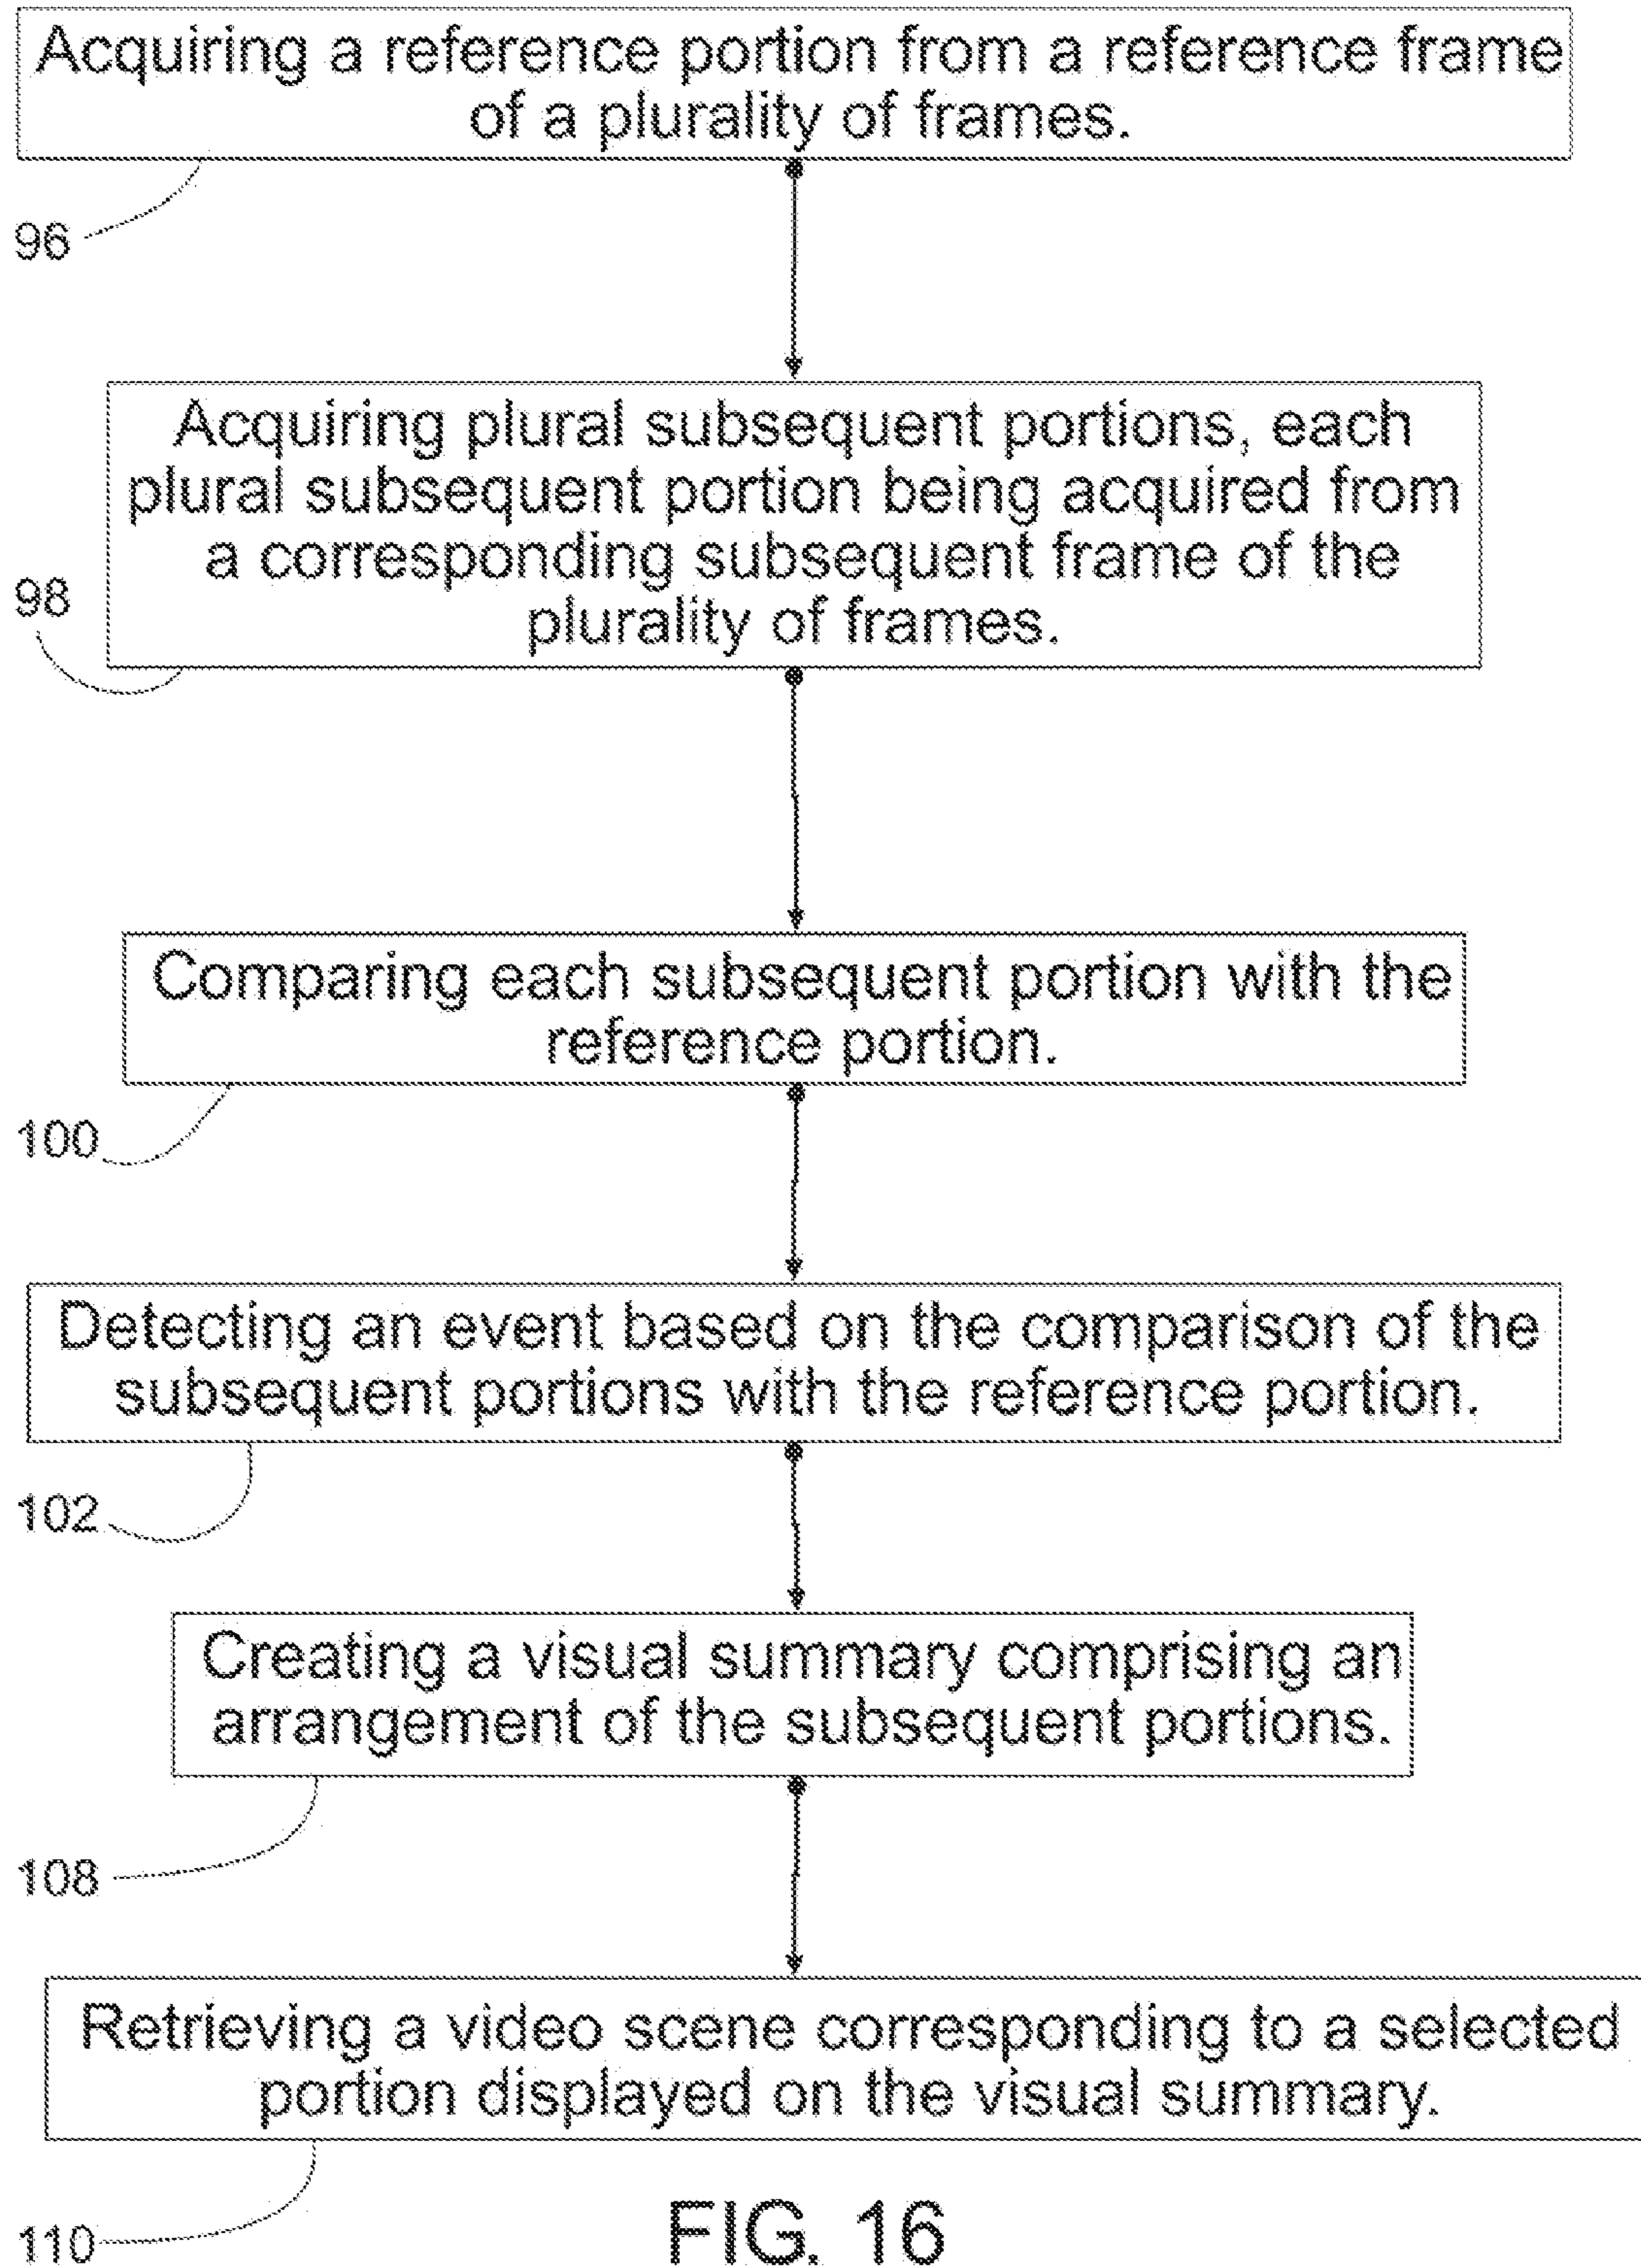 Acquiring a reference portion from a reference frame
of a plurality of frames.
96
Acquiring plural subsequent portions, each
plural subsequent portion being acquired from
a corresponding subsequent frame of the
plurality of frames.
98
Comparing each subsequent portion with the
reference portion.
100
Detecting an event based on the comparison of the
subsequent portions with the reference portion.
102
Creating a visual summary comprising an
arrangement of the subsequent portions.
108
Retrieving a video scene corresponding to a selected
portion displayed on the visual summary.
110
FIG. 16